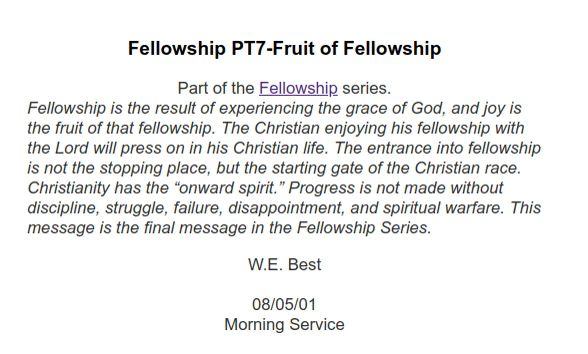 Fellowship PT7-Fruit of Fellowship
Part of the Fellowship series.
Fellowship is the result of experiencing the grace of God, and joy is
the fruit of that fellowship. The Christian enjoying his fellowship with
the Lord will press on in his Christian life. The entrance into fellowship
is not the stopping place, but the starting gate of the Christian race.
Christianity has the “onward spirit.” Progress is not made without
discipline, struggle, failure, disappointment, and spiritual warfare. This
message is the final message in the Fellowship Series.
W.E. Best
08/05/01
Morning Service